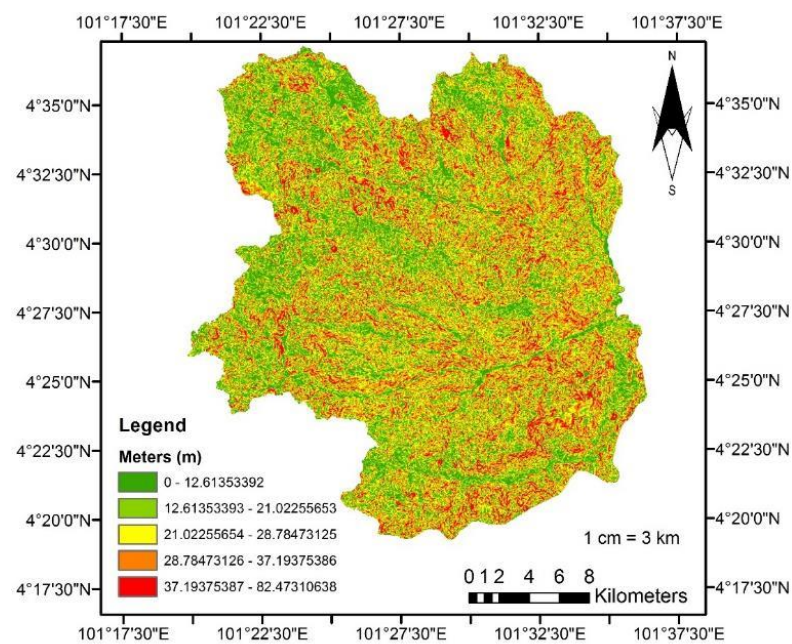 101°17'30"E 101°22'30"E 101°27'30"E 101°32'30"E 101°37'30"E
N
S
4°35'0"N 4°35'0"N
4°32'30"N 4°32'30"N
4°30'0"N 4°30'0"N
4°27'30"N 4°27'30"N
4°25'0"N 4°25'0"N
4°22'30"N 4°22'30"N
4°20'0"N 4°20'0"N
4°17'30"N 4°17'30"N
Legend
Meters (m)
0 - 12.61353392
12.61353393 - 21.02255653
21.02255654 - 28.78473125
28.78473126 - 37.19375386
37.19375387 - 82.47310638
1 cm = 3 km
0 1 2 4 6 8
Kilometers
101°17'30"E 101°22'30"E 101°27'30"E 101°32'30"E 101°37'30"E